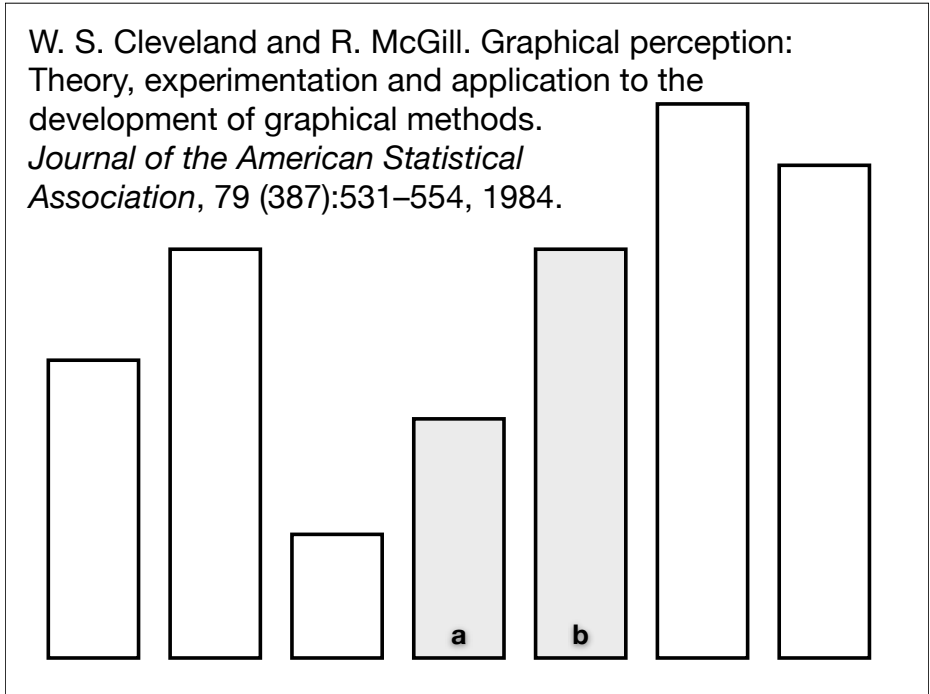 W. S. Cleveland and R. McGill. Graphical perception:
Theory, experimentation and application to the
development of graphical methods.
Journal of the American Statistical
Association, 79 (387):531–554, 1984.
a
b